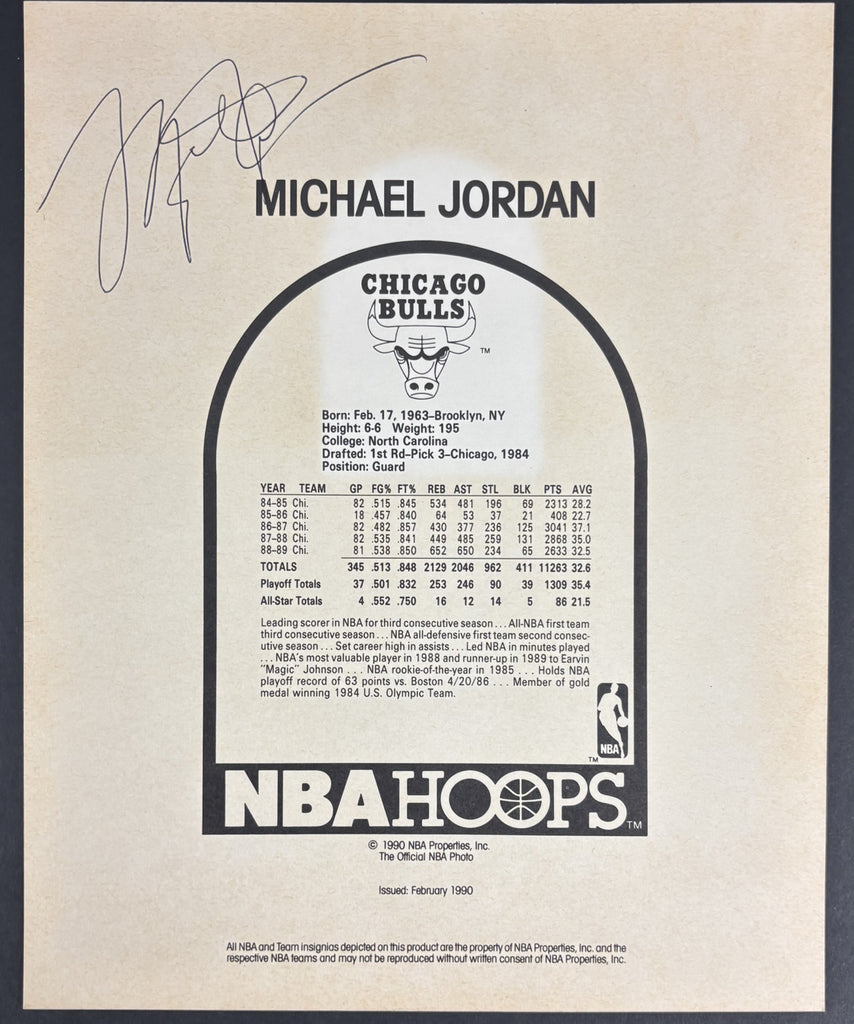 MICHAEL JORDAN
CHICAGO
BULLS
TM
Born: Feb. 17, 1963–Brooklyn, NY
Height: 6-6 Weight: 195
College: North Carolina
Drafted: 1st Rd–Pick 3–Chicago, 1984
Position: Guard
YEAR TEAM GP FG% FT% REB AST STL BLK PTS AVG
84–85 Chi. 82 .515 .845 534 481 196 69 2313 28.2
85–86 Chi. 18 .457 .840 64 53 37 21 408 22.7
86–87 Chi. 82 .482 .857 430 377 236 125 3041 37.1
87–88 Chi. 82 .535 .841 449 485 259 131 2868 35.0
88–89 Chi. 81 .538 .850 652 650 234 65 2633 32.5
TOTALS 345 .513 .848 2129 2046 962 411 11263 32.6
Playoff Totals 37 .501 .832 253 246 90 39 1309 35.4
All-Star Totals 4 .552 .750 16 12 14 5 86 21.5
Leading scorer in NBA for third consecutive season . . . All-NBA first team
third consecutive season . . . NBA all-defensive first team second consec-
utive season . . . Set career high in assists . . . Led NBA in minutes played
. . . NBA's most valuable player in 1988 and runner-up in 1989 to Earvin
"Magic" Johnson . . . NBA rookie-of-the-year in 1985 . . . Holds NBA
playoff record of 63 points vs. Boston 4/20/86 . . . Member of gold
medal winning 1984 U.S. Olympic Team.
NBA
TM
NBA HOOPS TM
© 1990 NBA Properties, Inc.
The Official NBA Photo
Issued: February 1990
All NBA and Team insignias depicted on this product are the property of NBA Properties, Inc. and the
respective NBA teams and may not be reproduced without written consent of NBA Properties, Inc.